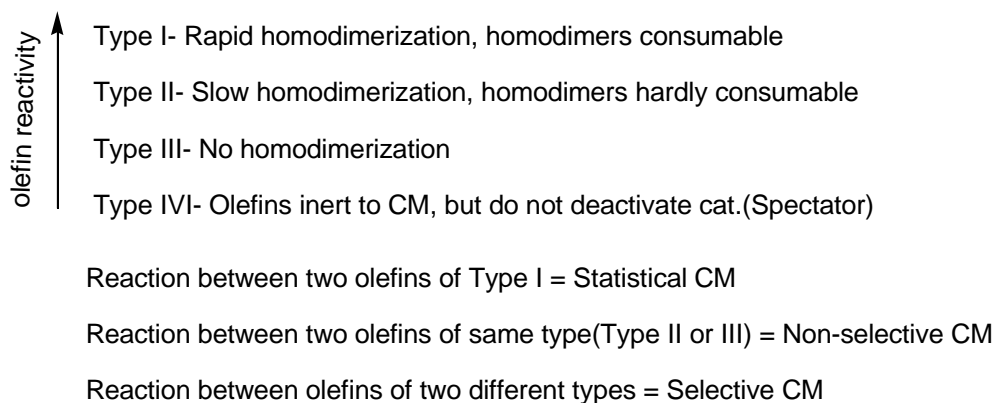 olefin reactivity
Type I- Rapid homodimerization, homodimers consumable
Type II- Slow homodimerization, homodimers hardly consumable
Type III- No homodimerization
Type IVI- Olefins inert to CM, but do not deactivate cat.(Spectator)
Reaction between two olefins of Type I = Statistical CM
Reaction between two olefins of same type(Type II or III) = Non-selective CM
Reaction between olefins of two different types = Selective CM